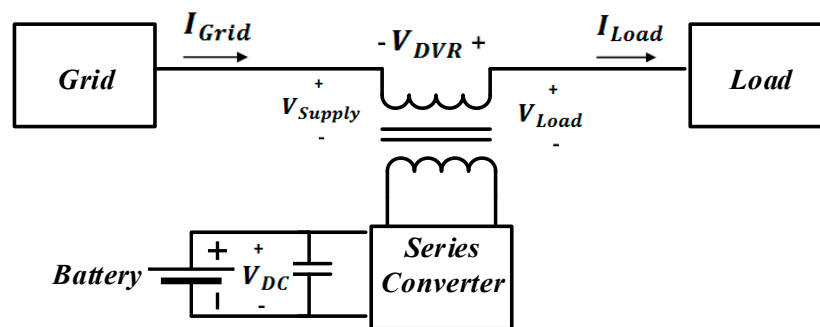 I_Grid
- V_DVR +
I_Load
Grid
Load
+
V_Supply
-
+
V_Load
-
Series
Converter
Battery
+
-
+
V_DC
-